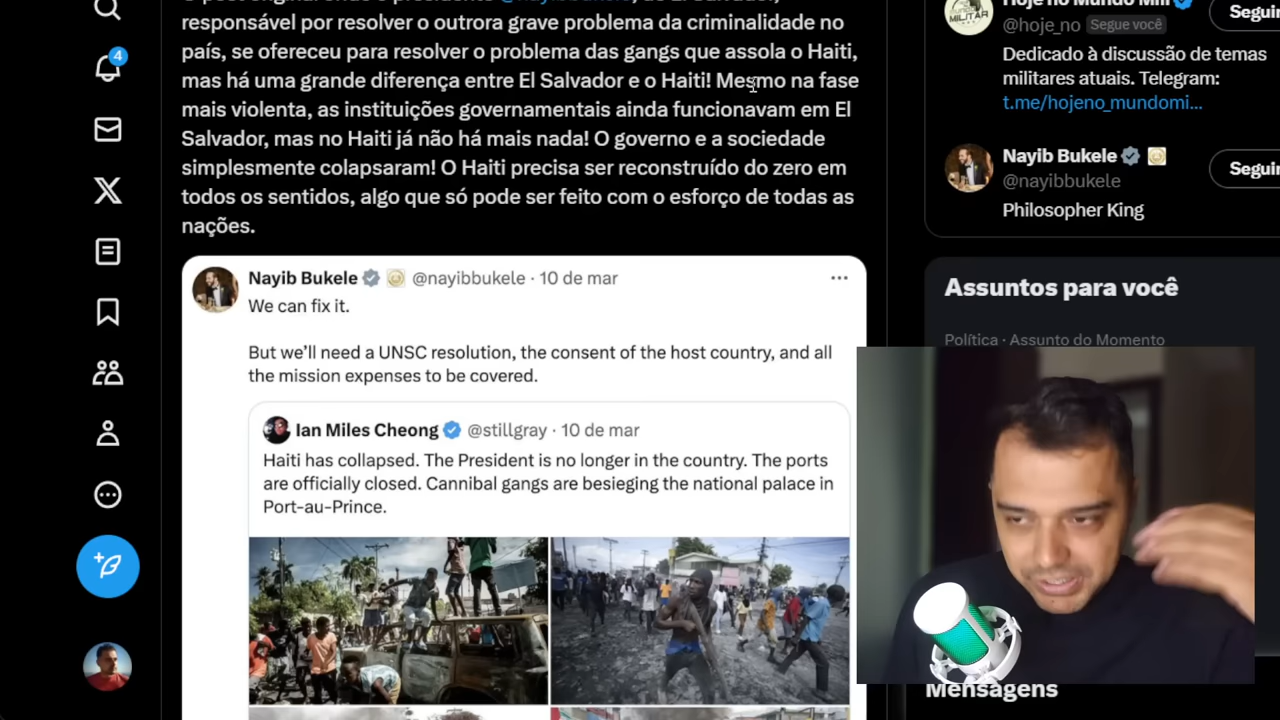 responsável por resolver o outrora grave problema da criminalidade no
país, se ofereceu para resolver o problema das gangs que assola o Haiti,
mas há uma grande diferença entre El Salvador e o Haiti! Mesmo na fase
mais violenta, as instituições governamentais ainda funcionavam em El
Salvador, mas no Haiti já não há mais nada! O governo e a sociedade
simplesmente colapsaram! O Haiti precisa ser reconstruído do zero em
todos os sentidos, algo que só pode ser feito com o esforço de todas as
nações.
Nayib Bukele @nayibbukele · 10 de mar
We can fix it.
But we'll need a UNSC resolution, the consent of the host country, and all
the mission expenses to be covered.
Ian Miles Cheong @stillgray · 10 de mar
Haiti has collapsed. The President is no longer in the country. The ports
are officially closed. Cannibal gangs are besieging the national palace in
Port-au-Prince.
4
MILITAR
@hoje_no Segue você
Seguir
Dedicado à discussão de temas
militares atuais. Telegram:
t.me/hojeno_mundomi...
Nayib Bukele
@nayibbukele
Seguir
Philosopher King
Assuntos para você
Política · Assunto do Momento
Mensagens